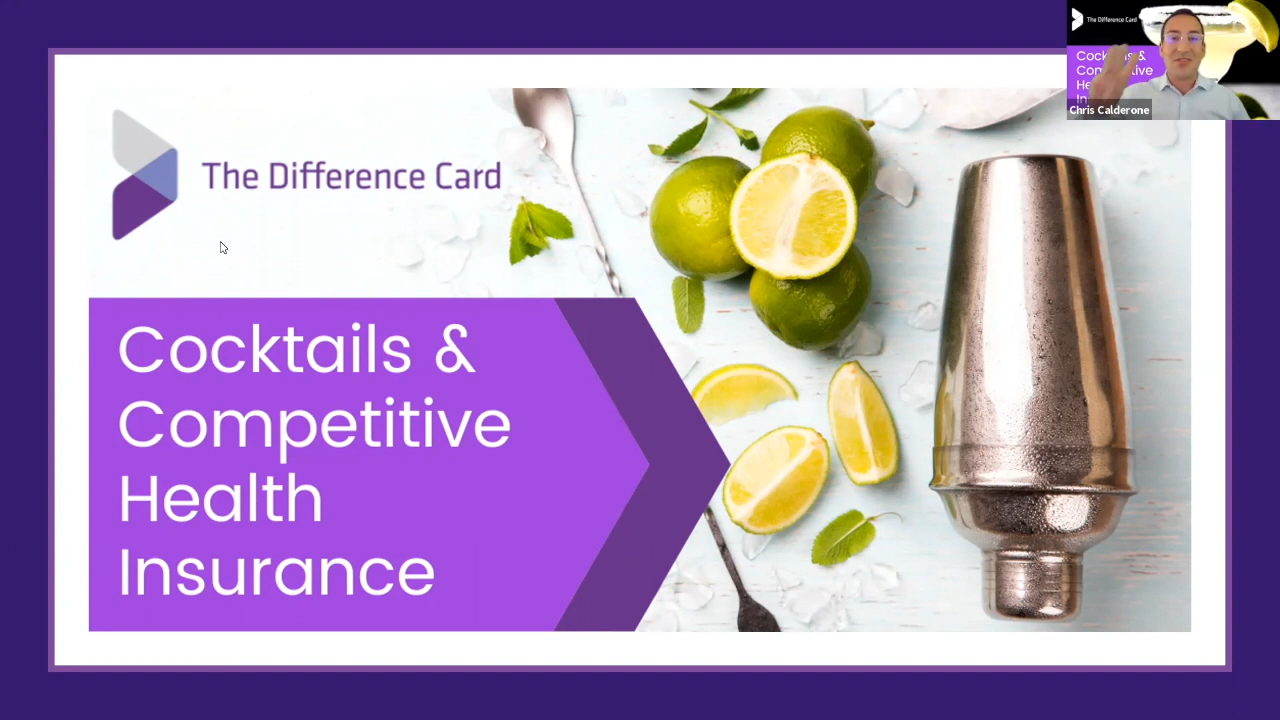 The Difference Card
Cocktails &
Competitive
Health
Insurance
The Difference Card
Chris Calderone